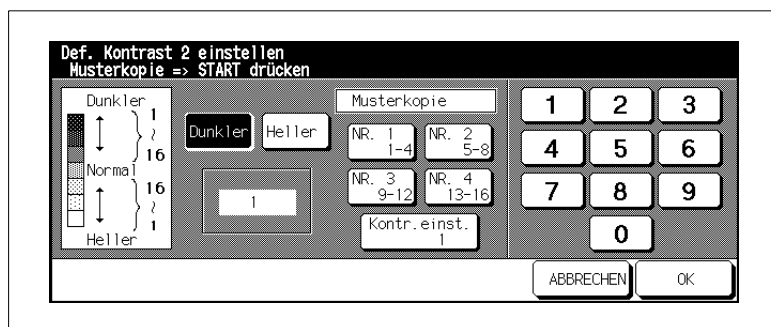 Def. Kontrast 2 einstellen
Musterkopie => START drücken
Dunkler
1
~
16
Normal
16
~
1
Heller
Dunkler
Heller
1
Musterkopie
NR. 1
1-4
NR. 2
5-8
NR. 3
9-12
NR. 4
13-16
Kontr.einst.
1
1
2
3
4
5
6
7
8
9
0
ABBRECHEN
OK